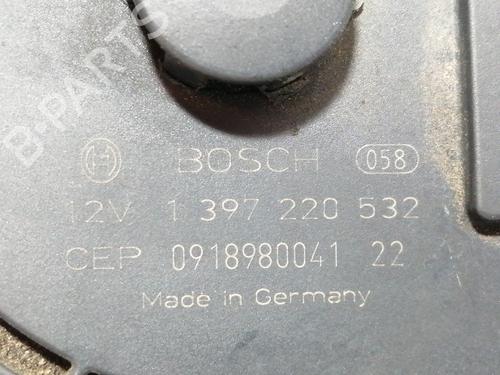 B-PARTS
BOSCH 058
12V 1 397 220 532
CEP 0918980041 22
Made in Germany